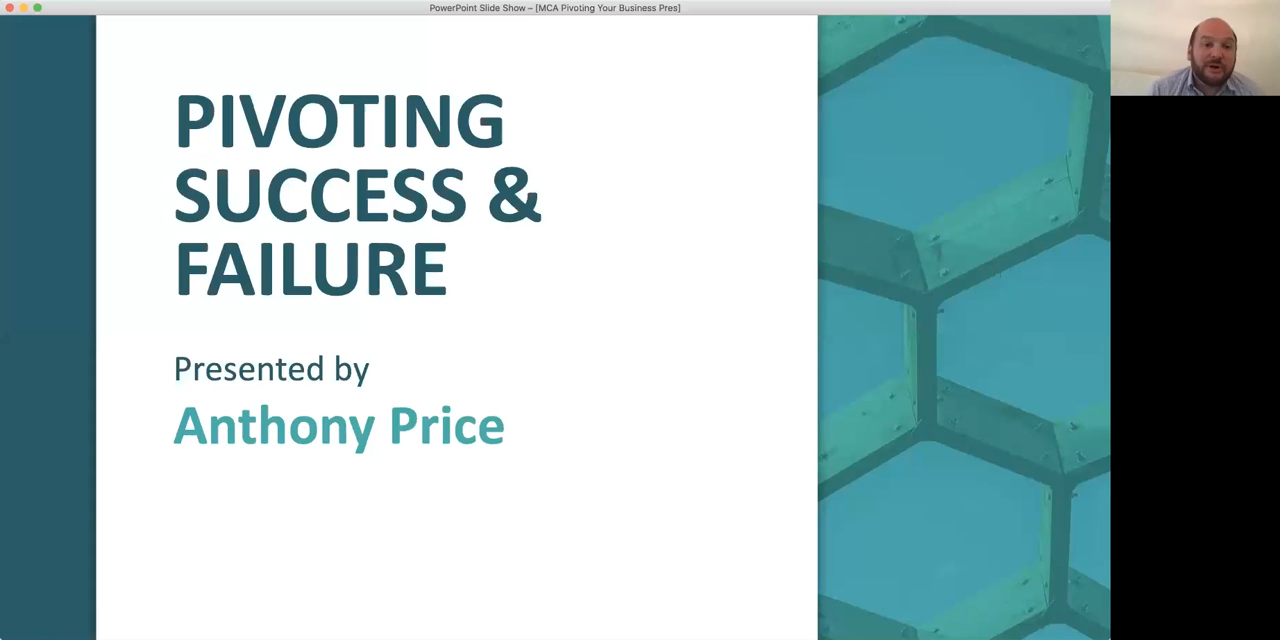 PowerPoint Slide Show – [MCA Pivoting Your Business Pres]
PIVOTING
SUCCESS &
FAILURE
Presented by
Anthony Price